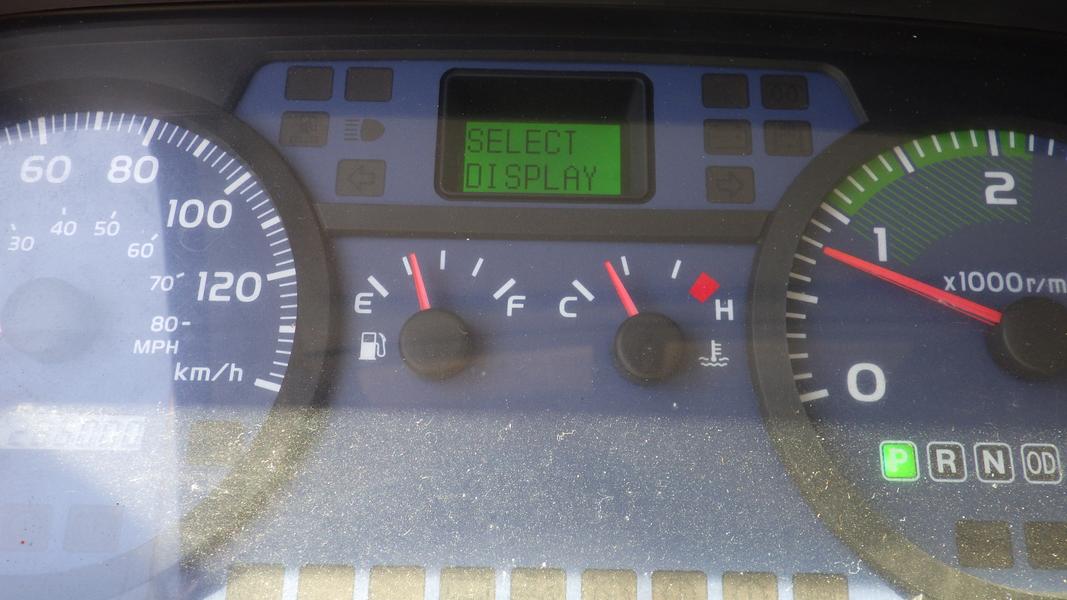 SELECT
DISPLAY
60 80
100
120
30 40 50
60
70
80
MPH
km/h
E F
C H
2
1
x1000r/m
0
P R N OD